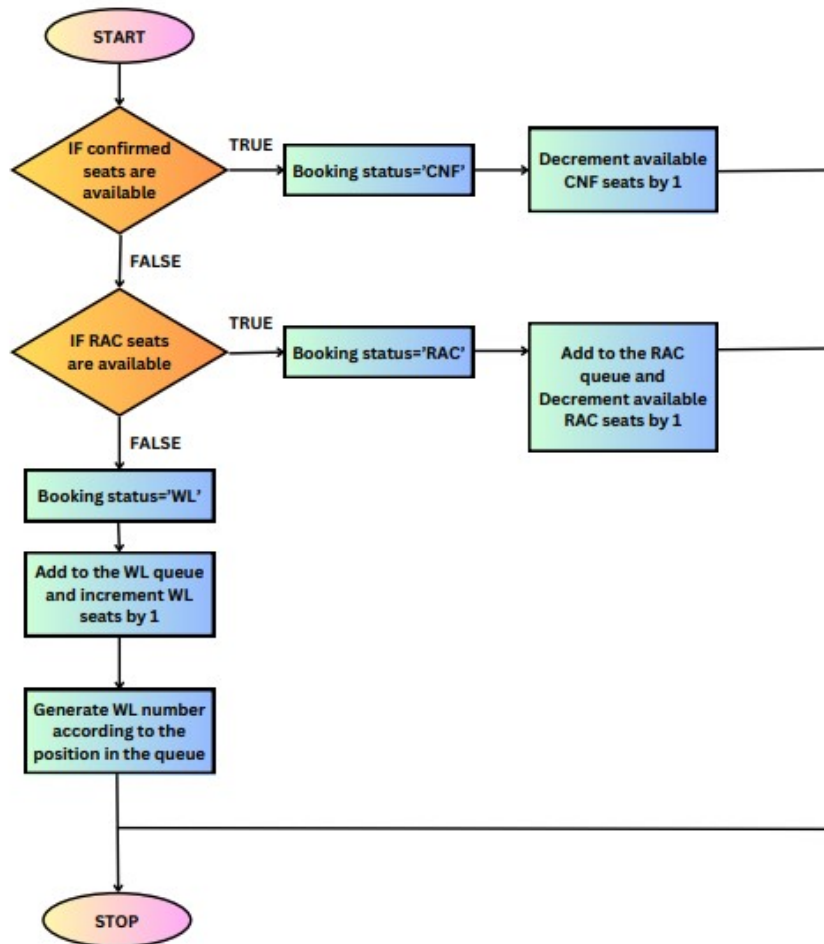 START
IF confirmed
seats are
available
TRUE
Booking status=’CNF’
Decrement available
CNF seats by 1
FALSE
IF RAC seats
are available
TRUE
Booking status=’RAC’
Add to the RAC
queue and
Decrement available
RAC seats by 1
FALSE
Booking status=’WL’
Add to the WL queue
and increment WL
seats by 1
Generate WL number
according to the
position in the queue
STOP